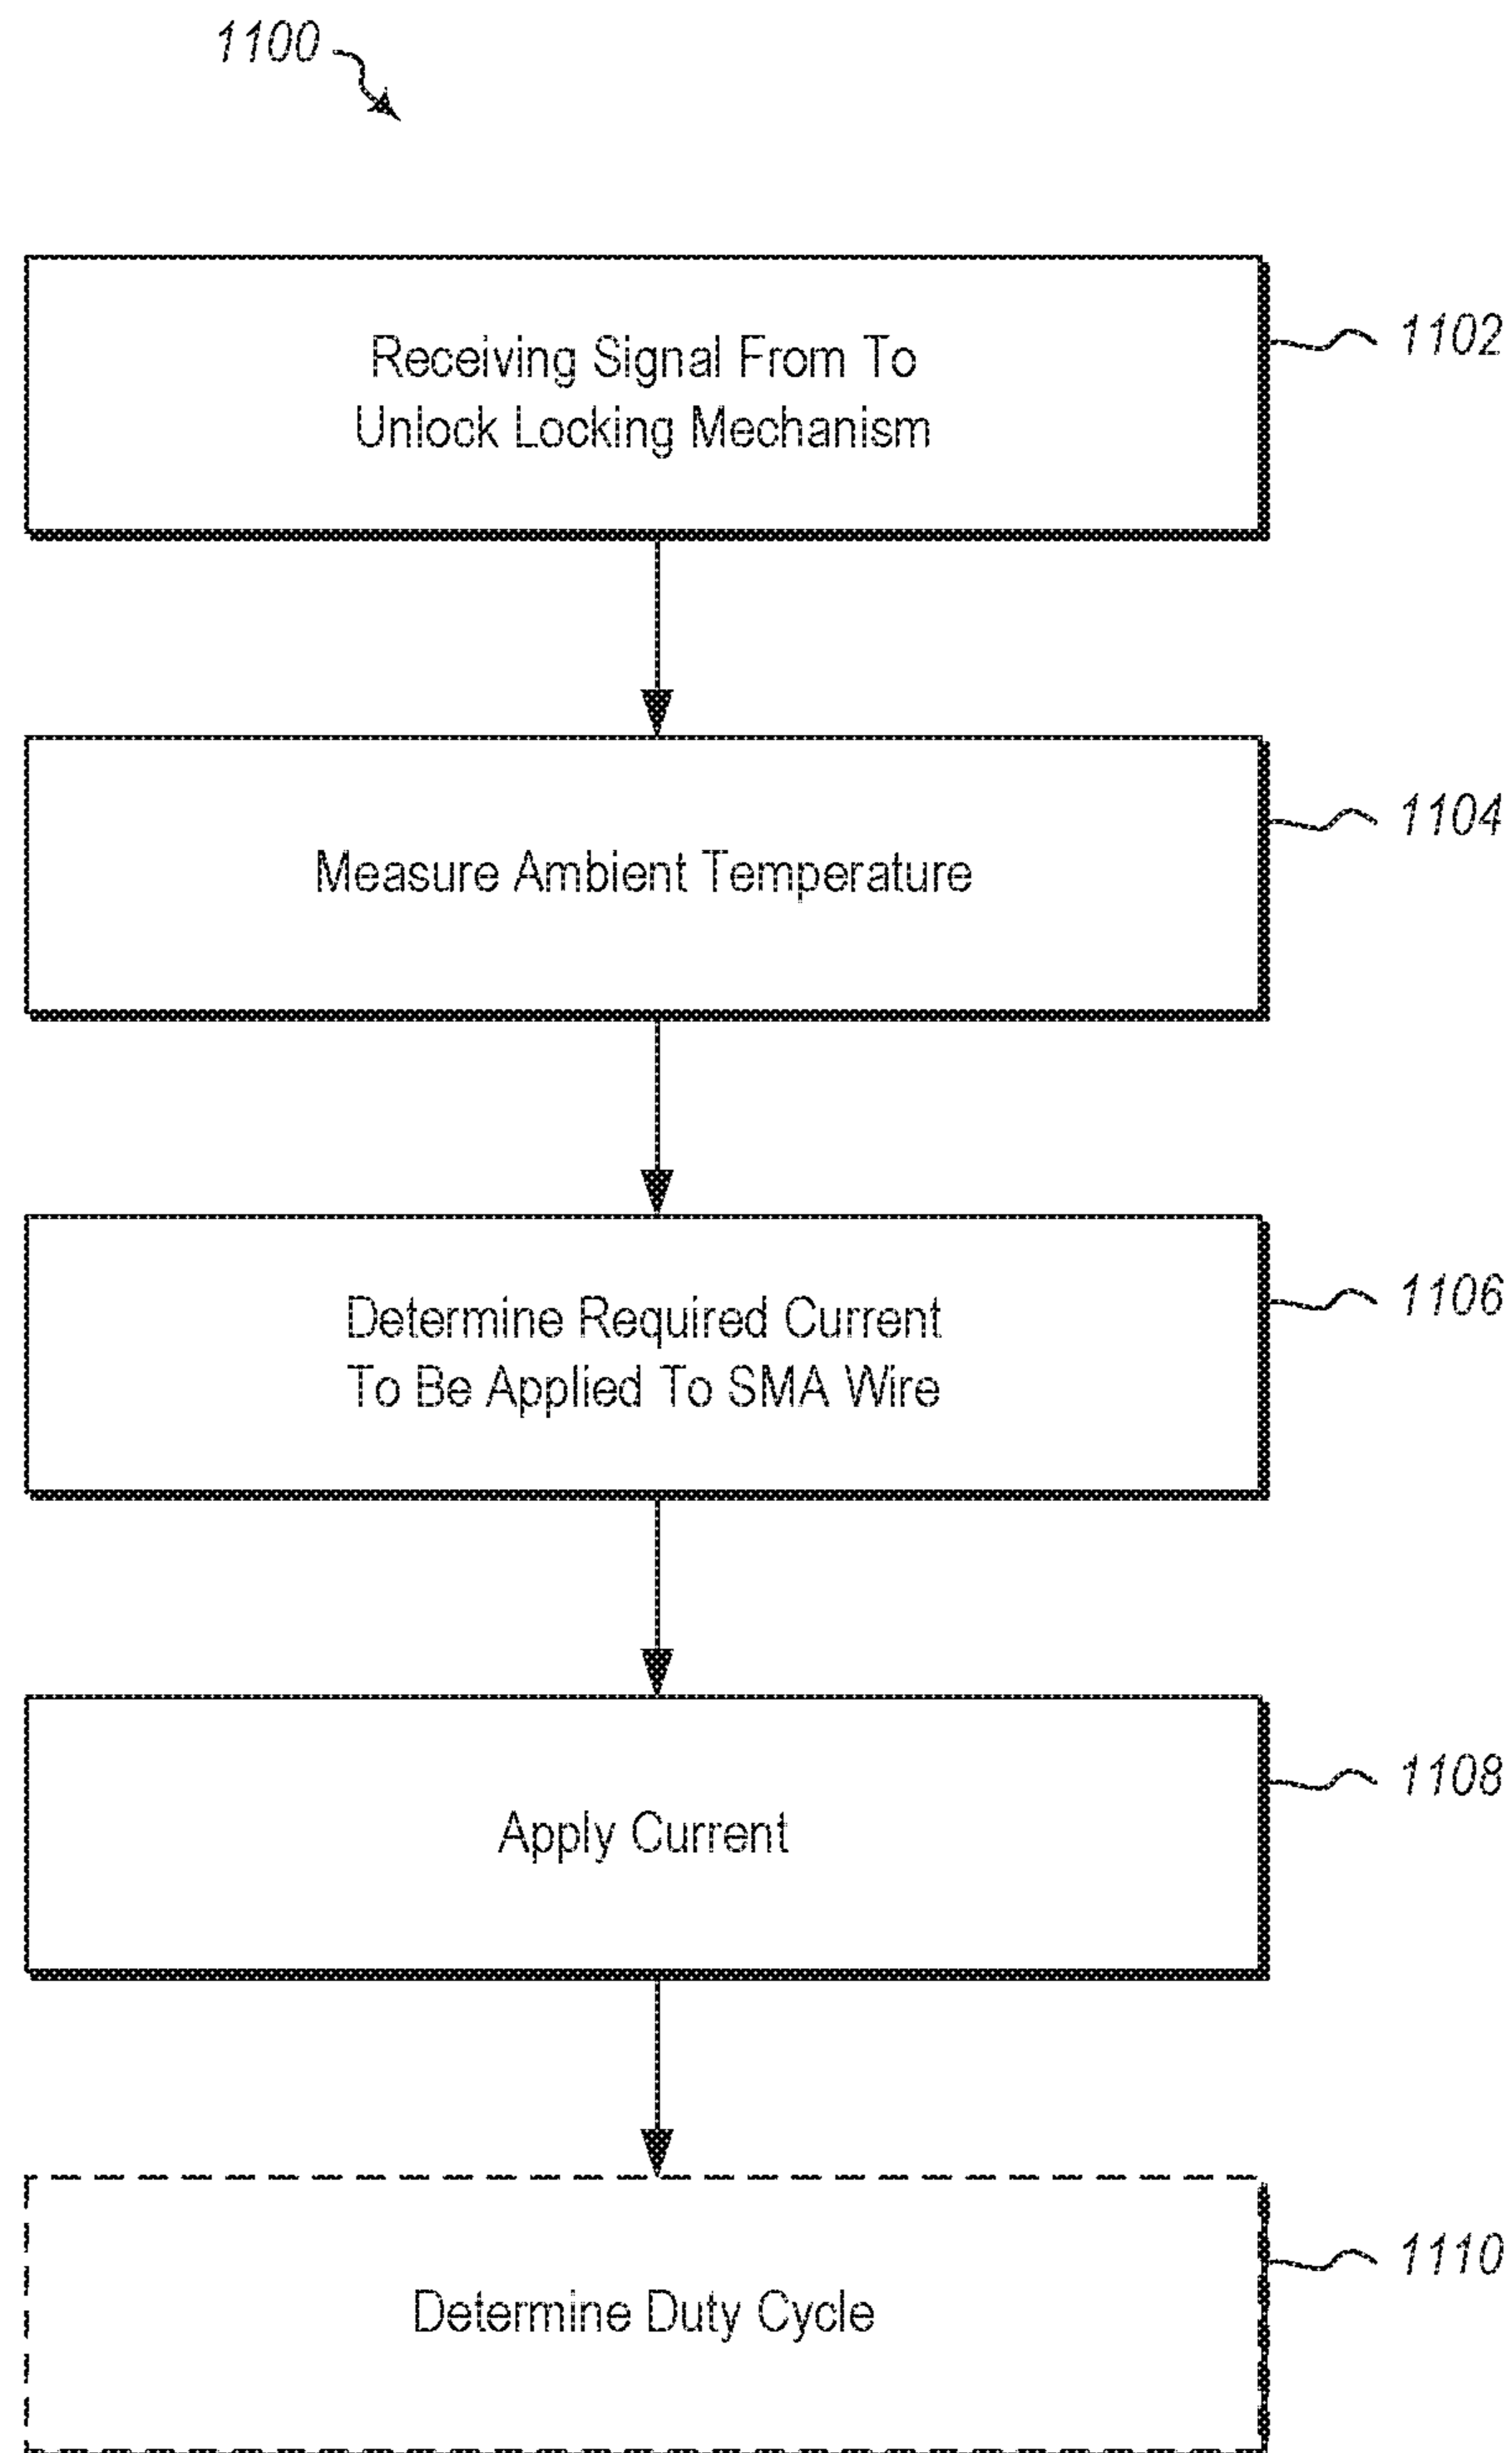 1100
Receiving Signal From To
Unlock Locking Mechanism
1102
Measure Ambient Temperature
1104
Determine Required Current
To Be Applied To SMA Wire
1106
Apply Current
1108
Determine Duty Cycle
1110